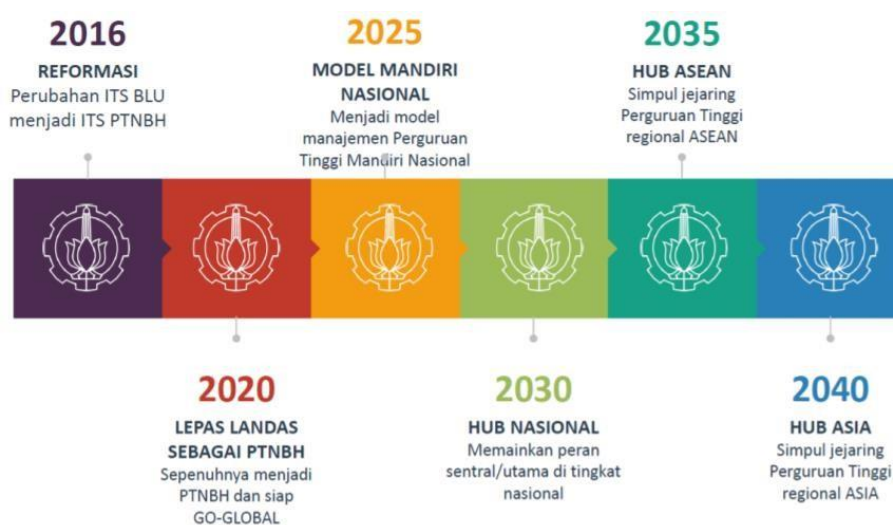 2016
REFORMASI
Perubahan ITS BLU
menjadi ITS PTNBH
2025
MODEL MANDIRI
NASIONAL
Menjadi model
manajemen Perguruan
Tinggi Mandiri Nasional
2035
HUB ASEAN
Simpul jejaring
Perguruan Tinggi
regional ASEAN
2020
LEPAS LANDAS
SEBAGAI PTNBH
Sepenuhnya menjadi
PTNBH dan siap
GO-GLOBAL
2030
HUB NASIONAL
Memainkan peran
sentral/utama di tingkat
nasional
2040
HUB ASIA
Simpul jejaring
Perguruan Tinggi
regional ASIA